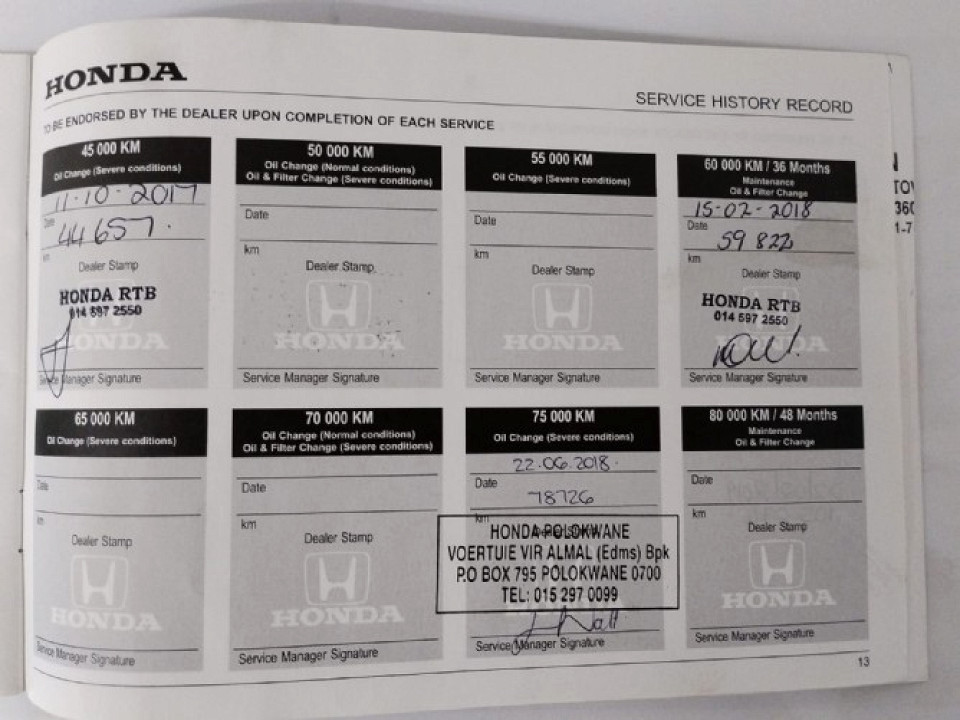 HONDA
SERVICE HISTORY RECORD
TO BE ENDORSED BY THE DEALER UPON COMPLETION OF EACH SERVICE
45 000 KM
Oil Change (Severe conditions)
11-10-2017
Date
44657.
km
Dealer Stamp
HONDA RTB
014 597 2550
HONDA
Service Manager Signature
50 000 KM
Oil Change (Normal conditions)
Oil & Filter Change (Severe conditions)
Date
km
Dealer Stamp
HONDA
Service Manager Signature
55 000 KM
Oil Change (Severe conditions)
Date
km
Dealer Stamp
HONDA
Service Manager Signature
60 000 KM / 36 Months
Maintenance
Oil & Filter Change
15-02-2018
Date
59 822
km
Dealer Stamp
HONDA RTB
014 597 2550
HONDA
Service Manager Signature
65 000 KM
Oil Change (Severe conditions)
Date
km
Dealer Stamp
HONDA
Service Manager Signature
70 000 KM
Oil Change (Normal conditions)
Oil & Filter Change (Severe conditions)
Date
km
Dealer Stamp
HONDA
Service Manager Signature
75 000 KM
Oil Change (Severe conditions)
22.06.2018.
Date
78726
km
Dealer Stamp
HONDA POLOKWANE
VOERTUIE VIR ALMAL (Edms) Bpk
P.O BOX 795 POLOKWANE 0700
TEL: 015 297 0099
Service Manager Signature
80 000 KM / 48 Months
Maintenance
Oil & Filter Change
Date
km
Dealer Stamp
HONDA
Service Manager Signature
13